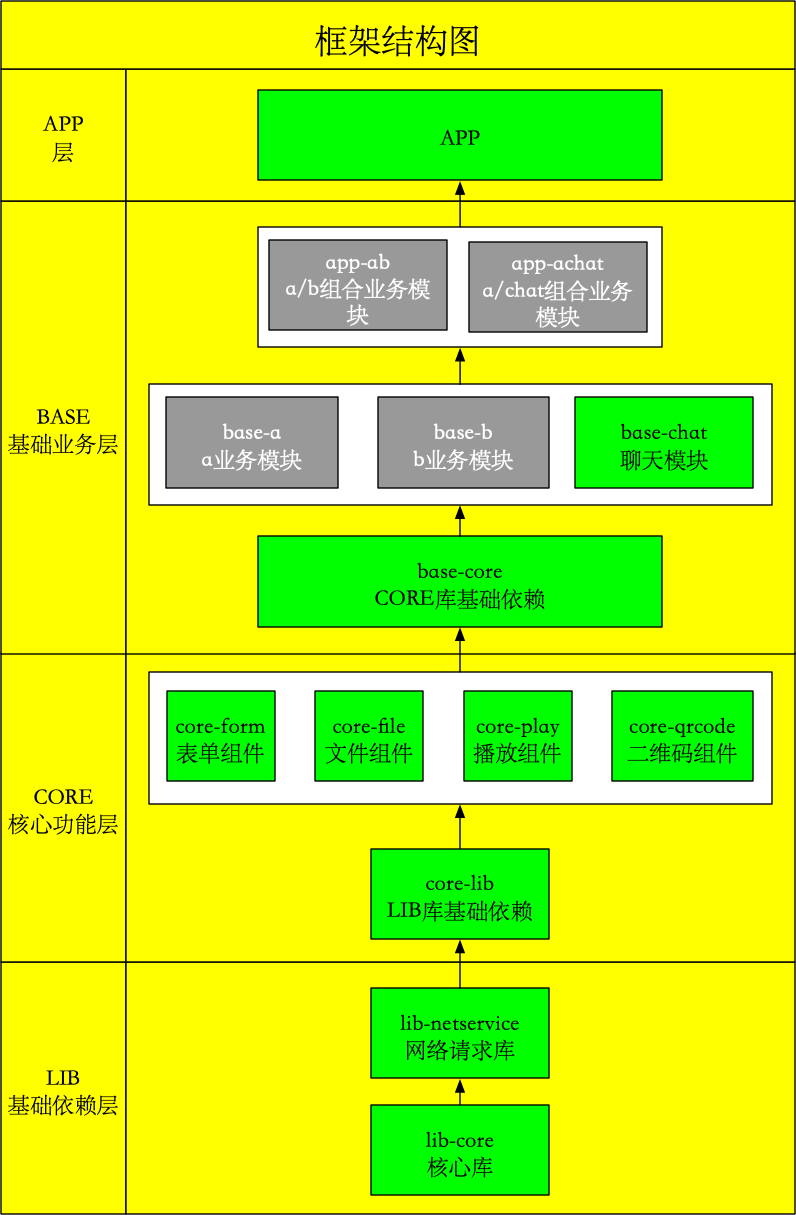 框架结构图
APP
层
APP
BASE
基础业务层
app-ab
a/b组合业务模
块
app-achat
a/chat组合业务
模块
base-a
a业务模块
base-b
b业务模块
base-chat
聊天模块
base-core
CORE库基础依赖
CORE
核心功能层
core-form
表单组件
core-file
文件组件
core-play
播放组件
core-qrcode
二维码组件
core-lib
LIB库基础依赖
LIB
基础依赖层
lib-netservice
网络请求库
lib-core
核心库